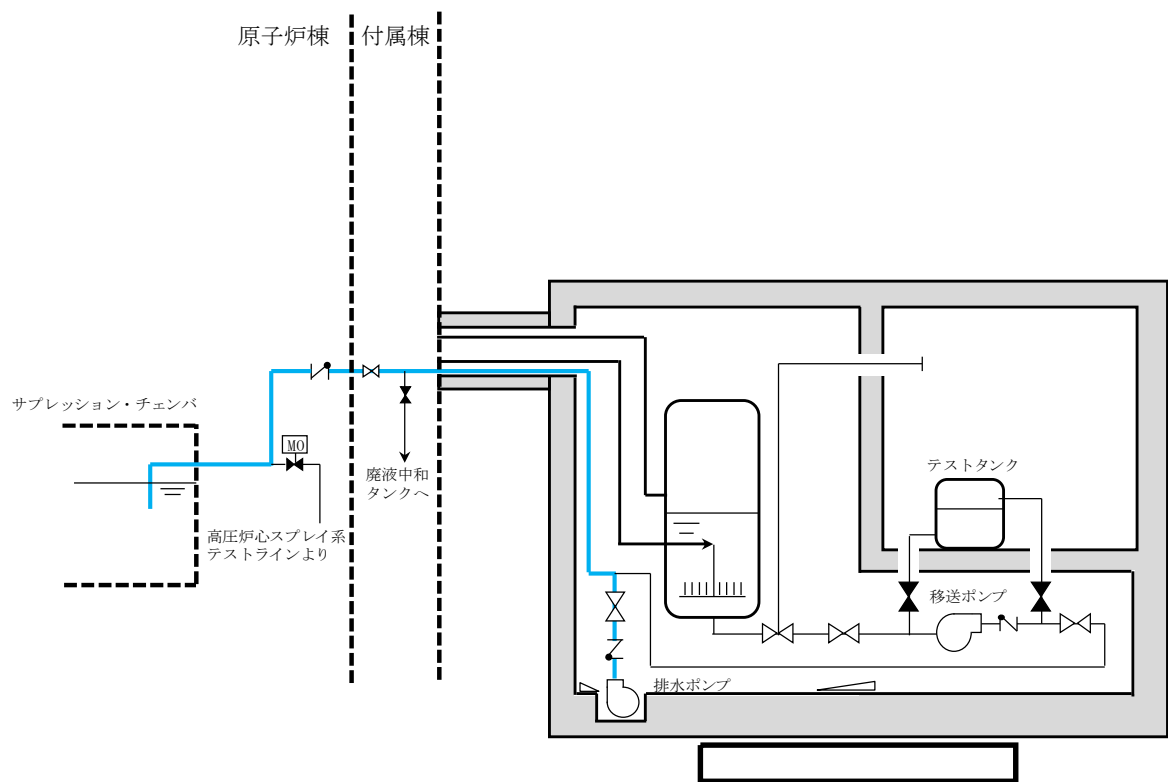 原子炉棟
付属棟
サプレッション・チェンバ
MO
廃液中和
タンクへ
高圧炉心スプレイ系
テストラインより
テストタンク
移送ポンプ
排水ポンプ